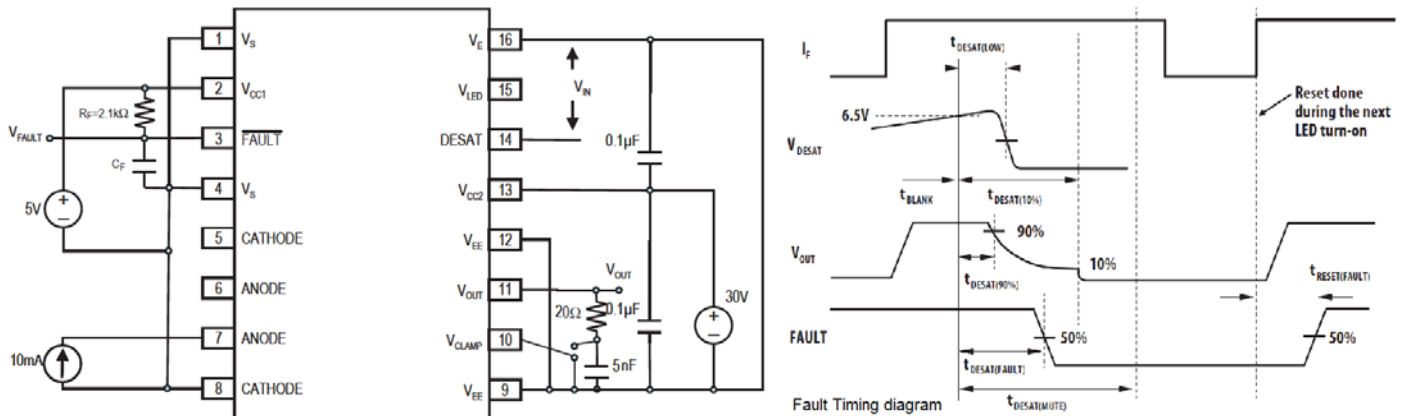 1 V_S
2 V_CC1
R_F=2.1kΩ
V_FAULT
3 FAULT
C_F
4 V_S
5V
5 CATHODE
6 ANODE
7 ANODE
10mA
8 CATHODE
V_E 16
V_LED 15
V_IN
DESAT 14
0.1µF
V_CC2 13
V_EE 12
V_OUT
V_OUT 11
20Ω
0.1µF
30V
V_CLAMP 10
5nF
V_EE 9
I_F
t_DESAT(LOW)
Reset done
during the next
LED turn-on
6.5V
V_DESAT
t_BLANK
t_DESAT(10%)
90%
V_OUT
10%
t_DESAT(90%)
t_RESET(FAULT)
FAULT
50%
50%
t_DESAT(FAULT)
Fault Timing diagram
t_DESAT(MUTE)